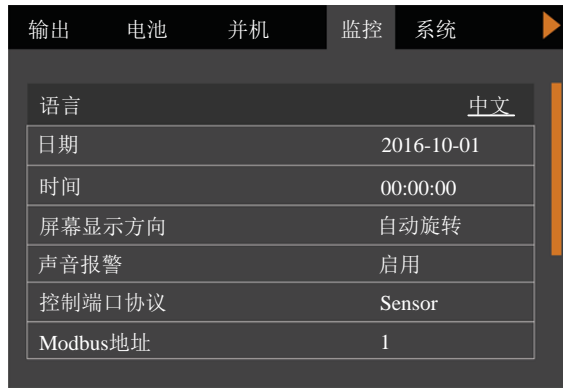 输出 电池 并机 监控 系统
语言 中文
日期 2016-10-01
时间 00:00:00
屏幕显示方向 自动旋转
声音报警 启用
控制端口协议 Sensor
Modbus地址 1